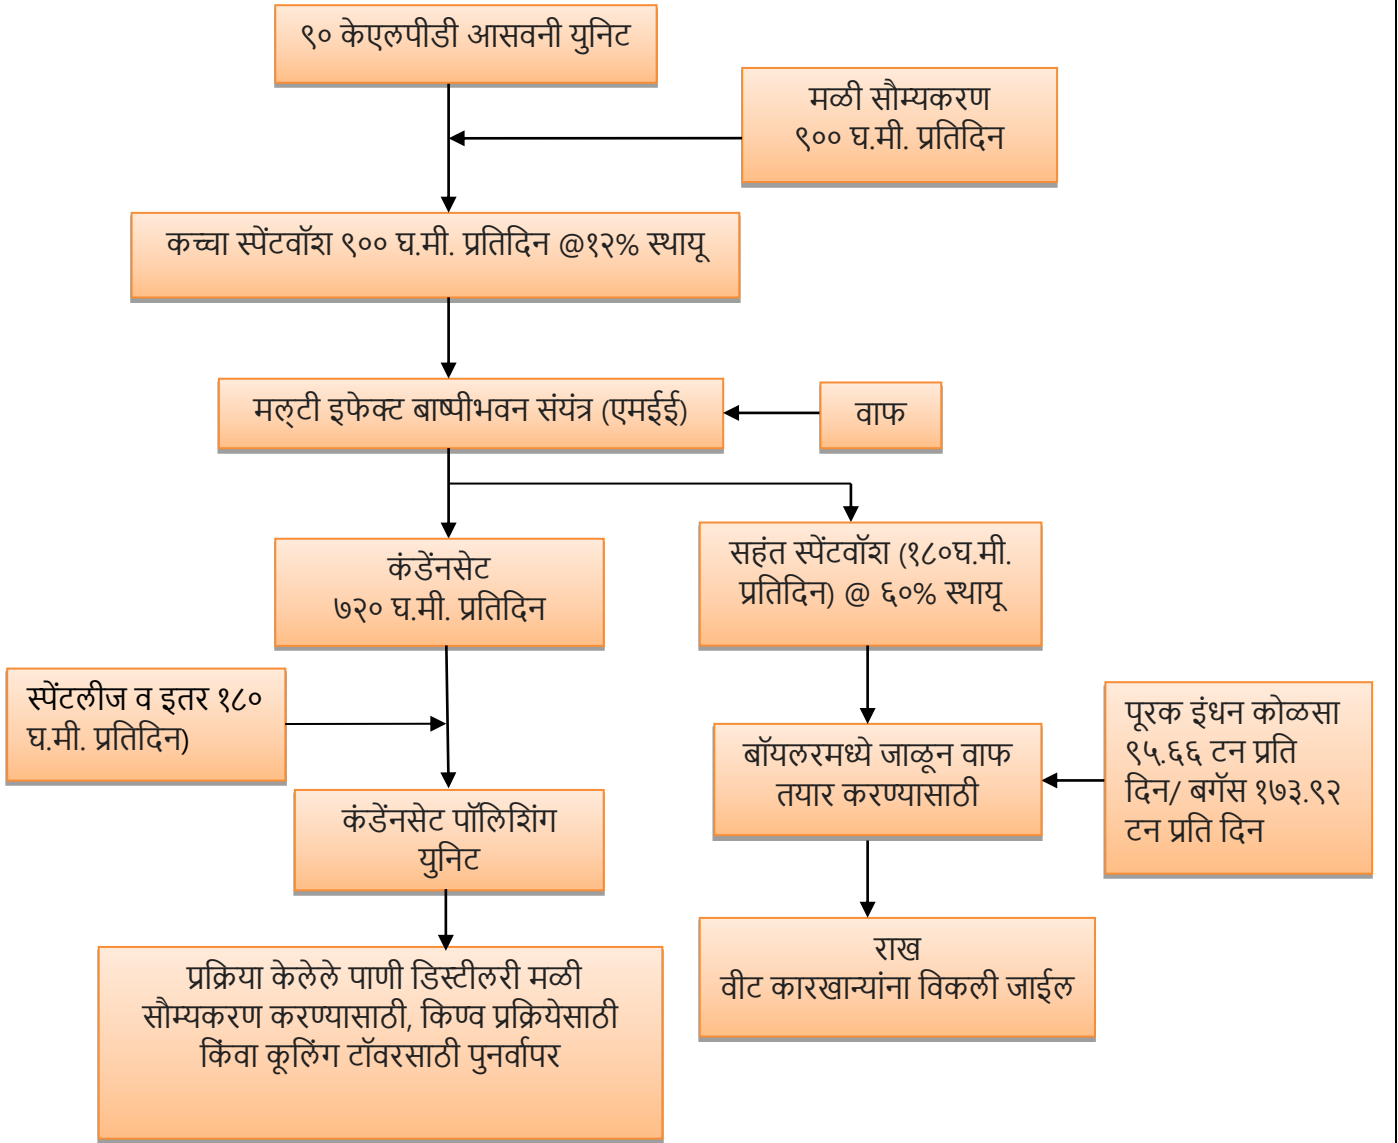 ९० केएलपीडी आसवनी युनिट
मळी सौम्यकरण
९०० घ.मी. प्रतिदिन
कच्चा स्पेंटवॉश ९०० घ.मी. प्रतिदिन @१२% स्थायू
मल्टी इफेक्ट बाष्पीभवन संयंत्र (एमईई)
वाफ
कंडेंनसेट
७२० घ.मी. प्रतिदिन
सहंत स्पेंटवॉश (१८०घ.मी.
प्रतिदिन) @ ६०% स्थायू
स्पेंटलीज व इतर १८०
घ.मी. प्रतिदिन)
बॉयलरमध्ये जाळून वाफ
तयार करण्यासाठी
पूरक इंधन कोळसा
९५.६६ टन प्रति
दिन/ बगॅस १७३.९२
टन प्रति दिन
कंडेंनसेट पॉलिशिंग
युनिट
राख
वीट कारखान्यांना विकली जाईल
प्रक्रिया केलेले पाणी डिस्टीलरी मळी
सौम्यकरण करण्यासाठी, किण्व प्रक्रियेसाठी
किंवा कूलिंग टॉवरसाठी पुनर्वापर